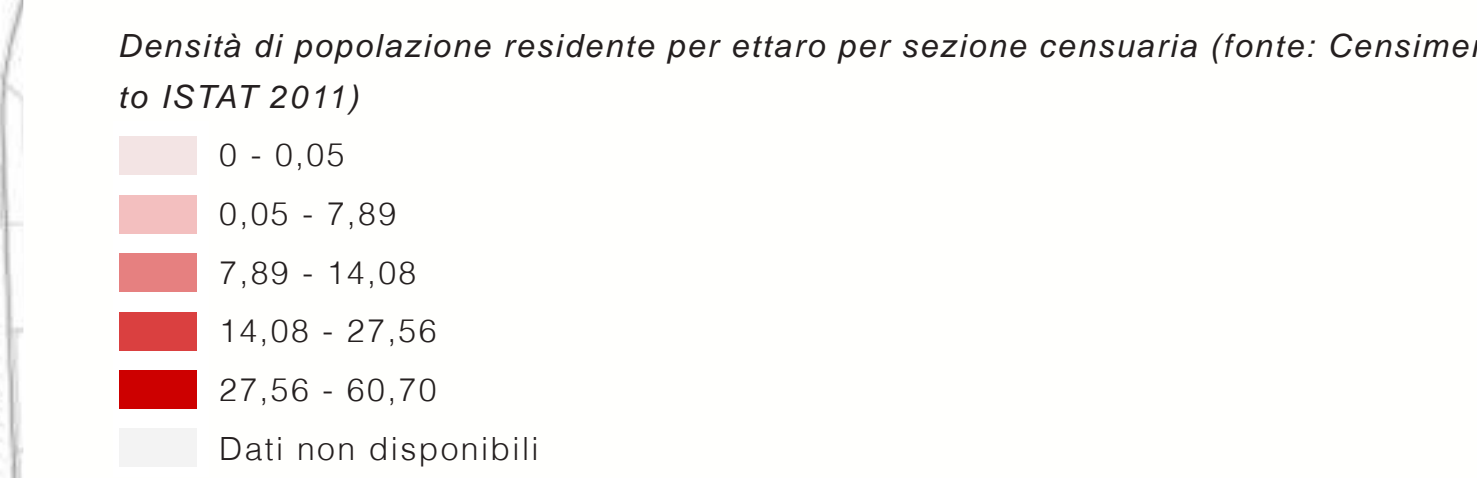 Densità di popolazione residente per ettaro per sezione censuaria (fonte: Censimen
to ISTAT 2011)
0 - 0,05
0,05 - 7,89
7,89 - 14,08
14,08 - 27,56
27,56 - 60,70
Dati non disponibili